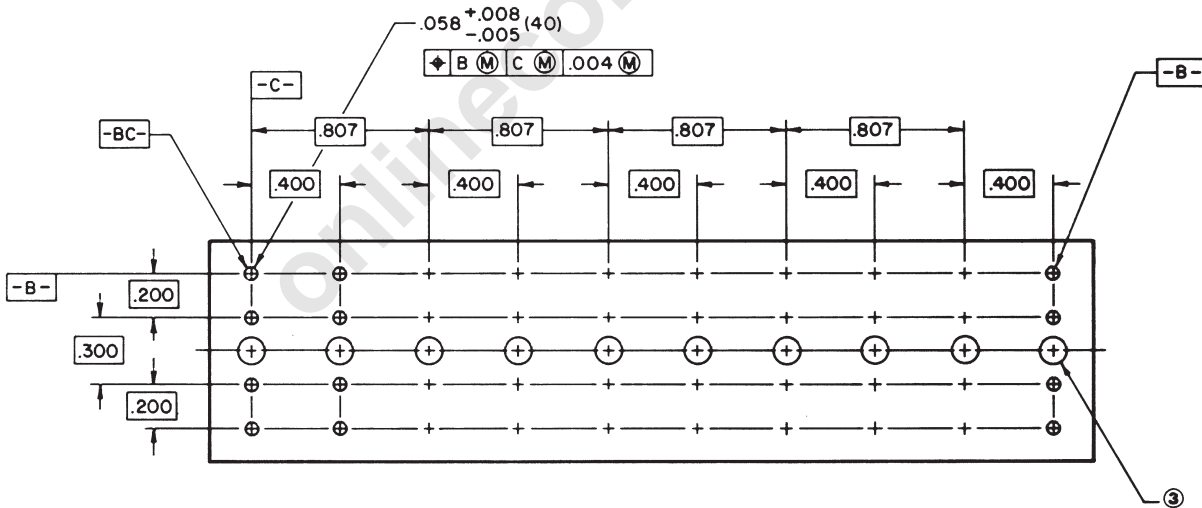 .058 +.008 -.005 (40)
⌖ B Ⓜ C Ⓜ .004 Ⓜ
-C-
-B-
-BC-
.807 .807 .807 .807
.400 .400 .400 .400 .400
-B-
.200
.300
.200
③